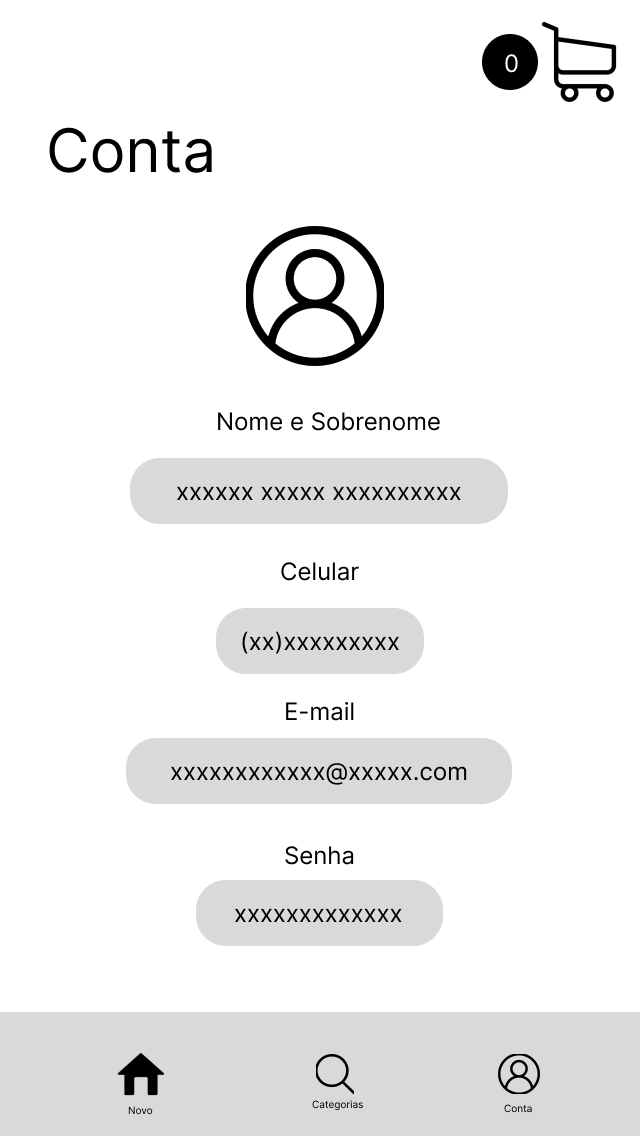 0
Conta
Nome e Sobrenome
xxxxxx xxxxx xxxxxxxxxx
Celular
(xx)xxxxxxxxx
E-mail
xxxxxxxxxxxx@xxxxx.com
Senha
xxxxxxxxxxxxx
Novo
Categorias
Conta